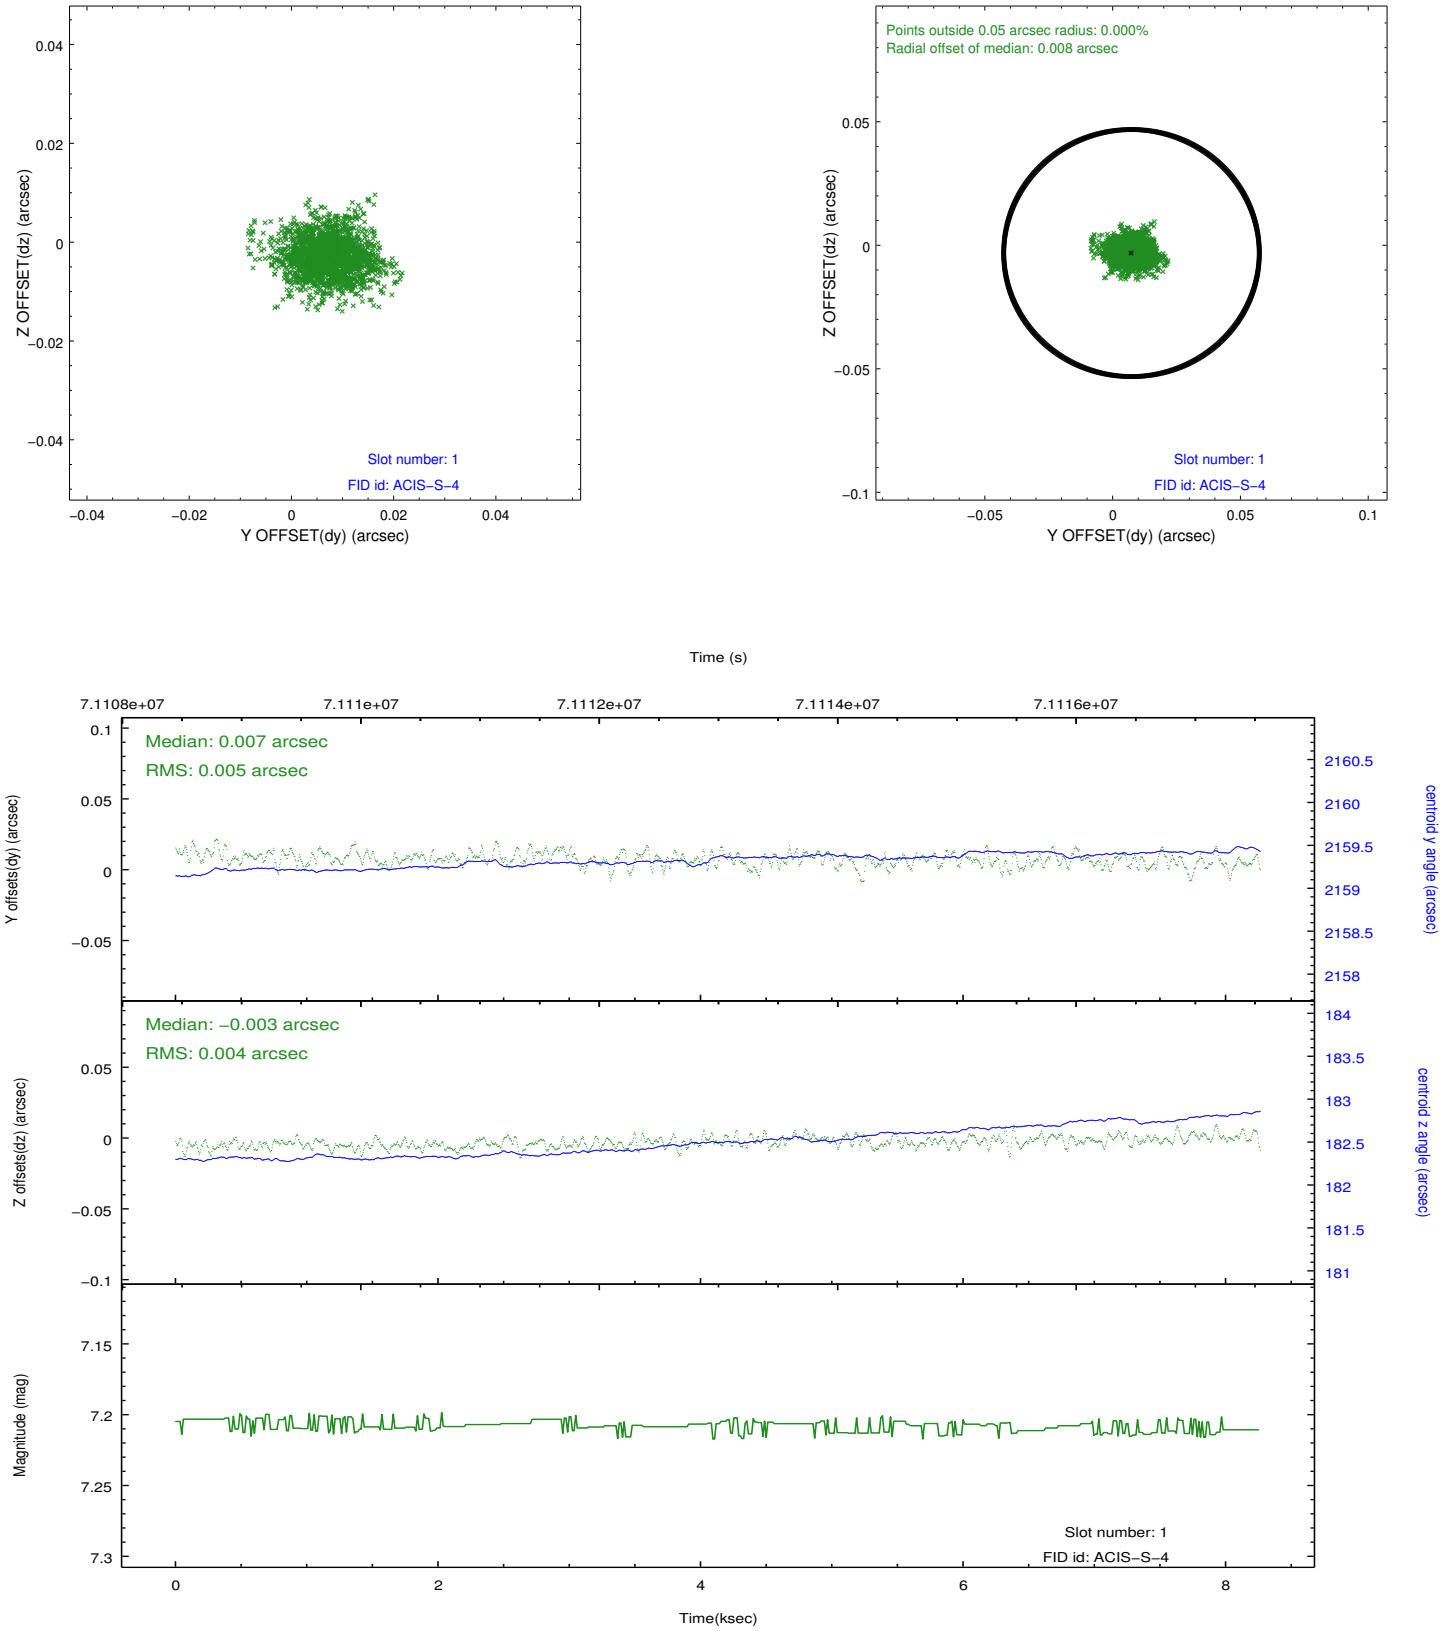 0.04
0.02
0
−0.02
−0.04
Z OFFSET(dz) (arcsec)
Slot number: 1
FID id: ACIS−S−4
−0.04
−0.02
0
0.02
0.04
Y OFFSET(dy) (arcsec)
Points outside 0.05 arcsec radius: 0.000%
Radial offset of median: 0.008 arcsec
0.05
0
−0.05
−0.1
Z OFFSET(dz) (arcsec)
Slot number: 1
FID id: ACIS−S−4
−0.05
0
0.05
0.1
Y OFFSET(dy) (arcsec)
Time (s)
7.1108e+07
7.111e+07
7.1112e+07
7.1114e+07
7.1116e+07
Median: 0.007 arcsec
RMS: 0.005 arcsec
0.1
0.05
0
−0.05
Y offsets(dy) (arcsec)
2160.5
2160
2159.5
2159
2158.5
2158
centroid y angle (arcsec)
Median: −0.003 arcsec
RMS: 0.004 arcsec
0.05
0
−0.05
−0.1
Z offsets(dz) (arcsec)
184
183.5
183
182.5
182
181.5
181
centroid z angle (arcsec)
7.15
7.2
7.25
7.3
Magnitude (mag)
Slot number: 1
FID id: ACIS−S−4
0
2
4
6
8
Time(ksec)